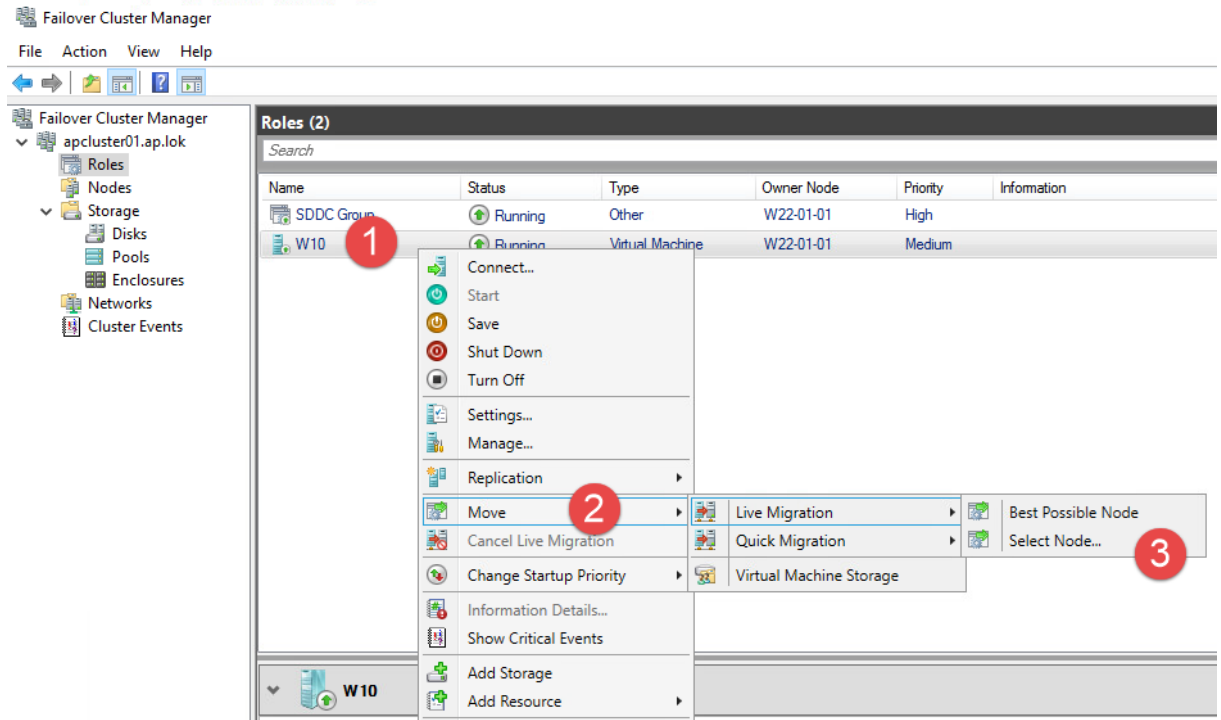 Failover Cluster Manager
File Action View Help
Failover Cluster Manager
apcluster01.ap.lok
Roles
Nodes
Storage
Disks
Pools
Enclosures
Networks
Cluster Events
Roles (2)
Search
Name Status Type Owner Node Priority Information
SDDC Group Running Other W22-01-01 High
W10 1 Running Virtual Machine W22-01-01 Medium
Connect...
Start
Save
Shut Down
Turn Off
Settings...
Manage...
Replication
Move 2
Cancel Live Migration
Change Startup Priority
Information Details...
Show Critical Events
Add Storage
Add Resource
Live Migration
Quick Migration
Virtual Machine Storage
Best Possible Node
Select Node... 3
W10